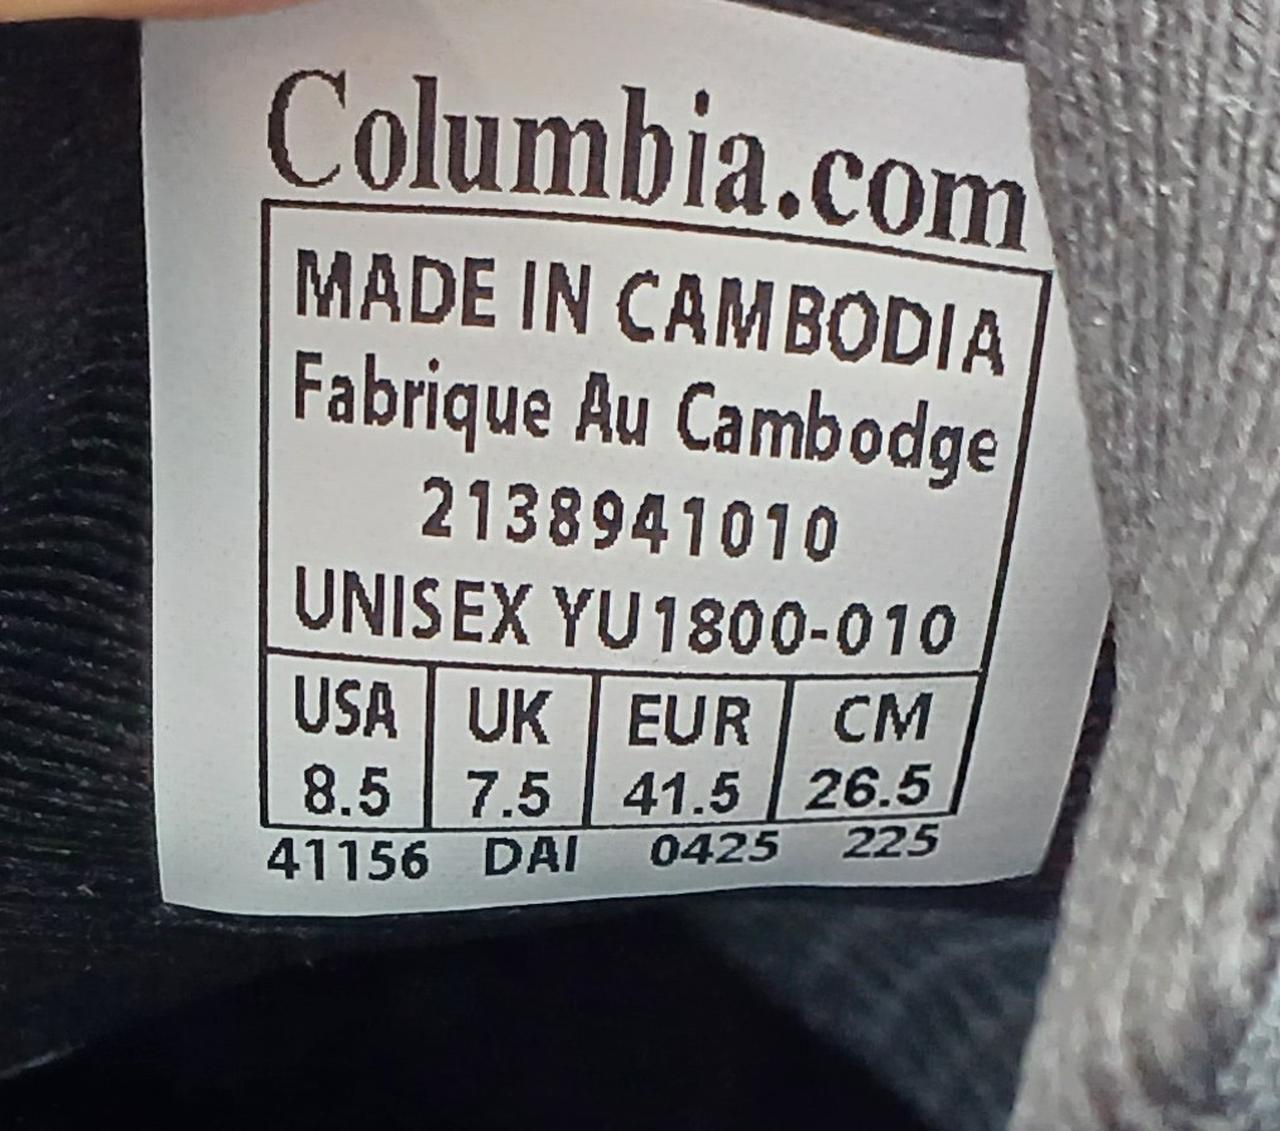 Columbia.com
MADE IN CAMBODIA
Fabrique Au Cambodge
2138941010
UNISEX YU1800-010
USA UK EUR CM
8.5 7.5 41.5 26.5
41156 DAI 0425 225